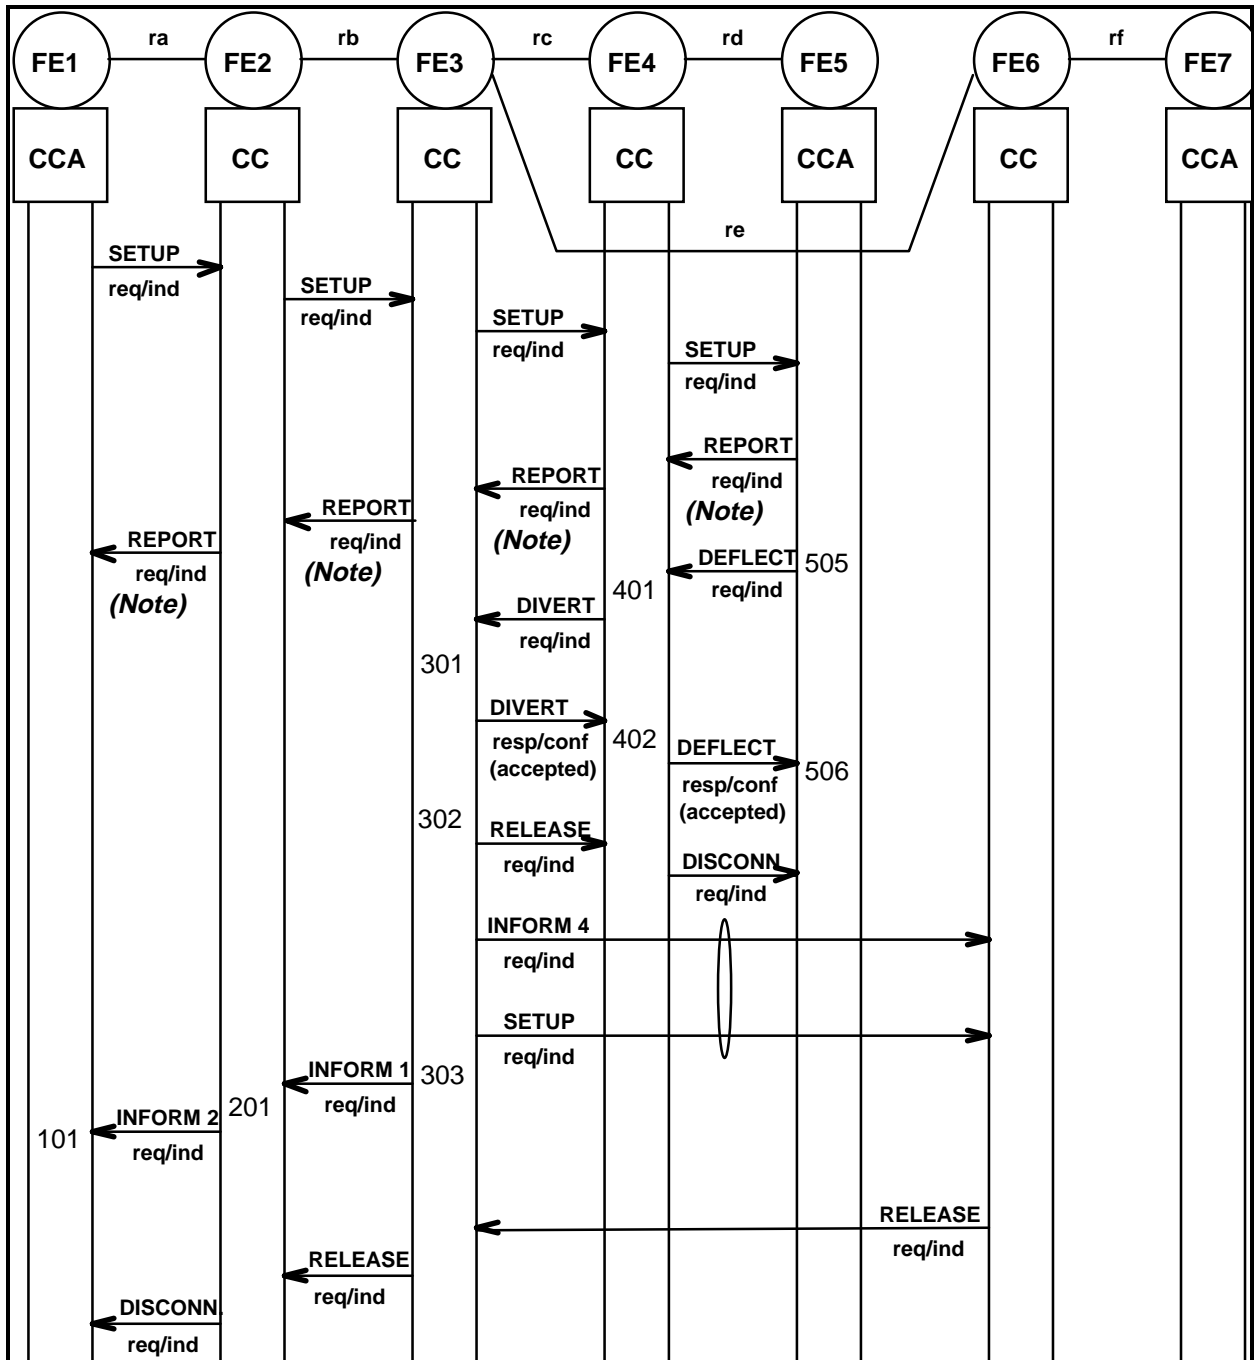 ra rb rc rd rf
FE1 FE2 FE3 FE4 FE5 FE6 FE7
CCA CC CC CC CCA CC CCA
re
SETUP
req/ind
SETUP
req/ind
SETUP
req/ind
SETUP
req/ind
REPORT
req/ind
(Note)
REPORT
req/ind
(Note)
REPORT
req/ind
(Note)
REPORT
req/ind
(Note)
DEFLECT 505
req/ind
401
DIVERT
req/ind
301
DIVERT
resp/conf
(accepted)
402
DEFLECT
resp/conf
(accepted)
506
302
RELEASE
req/ind
DISCONN
req/ind
INFORM 4
req/ind
SETUP
req/ind
INFORM 1 303
req/ind
201
INFORM 2
req/ind
101
RELEASE
req/ind
RELEASE
req/ind
DISCONN.
req/ind